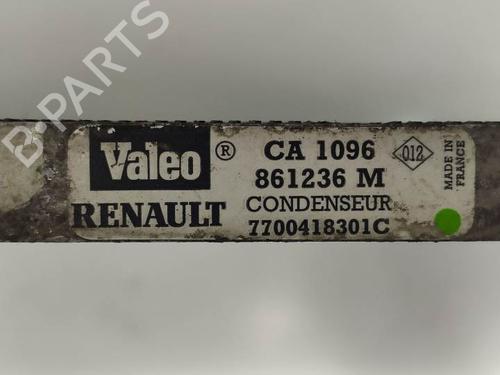 B-PARTS
Valeo ® CA 1096 012 MADE IN FRANCE
861236 M
RENAULT CONDENSEUR
7700418301C